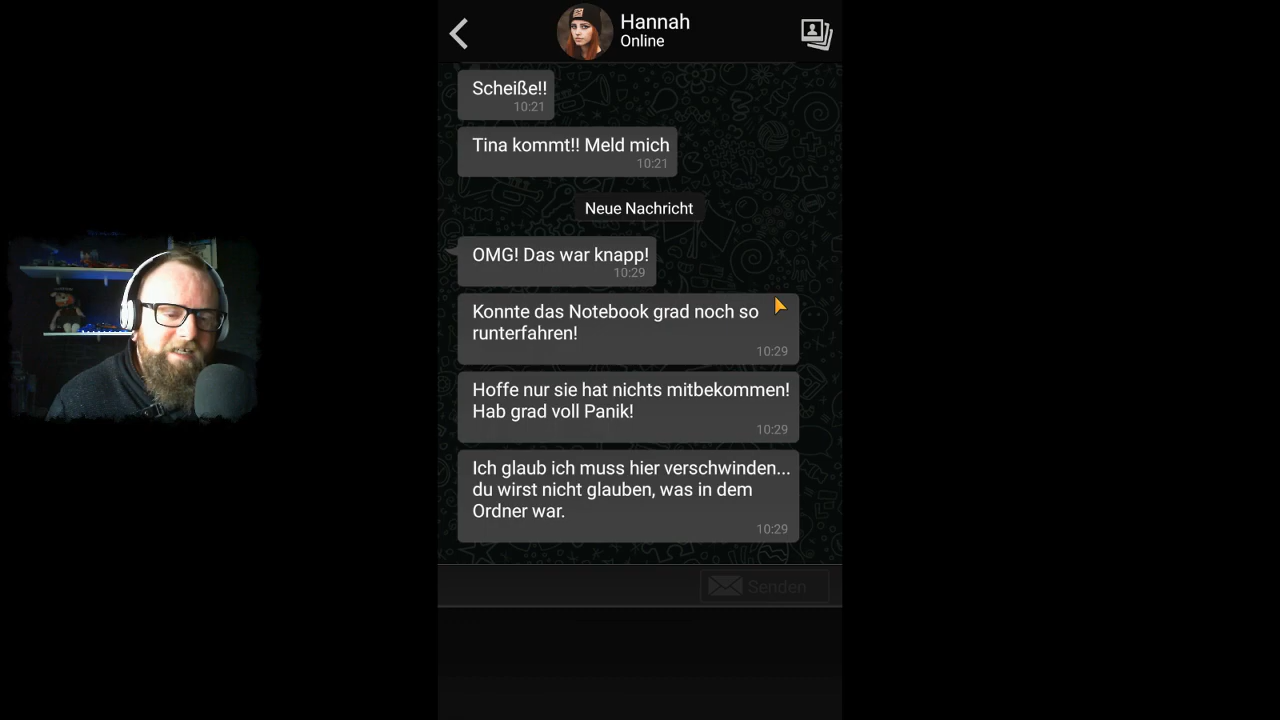 Hannah
Online
Scheiße!!
10:21
Tina kommt!! Meld mich
10:21
Neue Nachricht
OMG! Das war knapp!
10:29
Konnte das Notebook grad noch so
runterfahren!
10:29
Hoffe nur sie hat nichts mitbekommen!
Hab grad voll Panik!
10:29
Ich glaub ich muss hier verschwinden...
du wirst nicht glauben, was in dem
Ordner war.
10:29
Senden